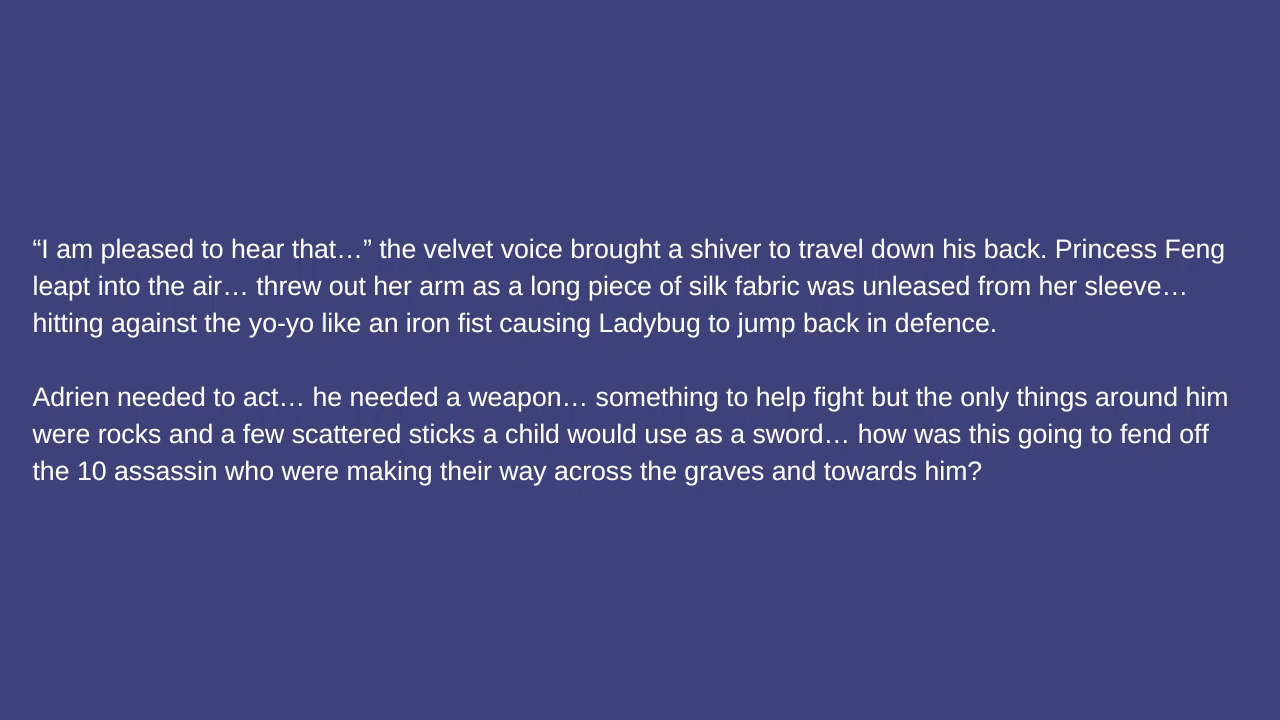 “I am pleased to hear that…” the velvet voice brought a shiver to travel down his back. Princess Feng
leapt into the air… threw out her arm as a long piece of silk fabric was unleased from her sleeve…
hitting against the yo-yo like an iron fist causing Ladybug to jump back in defence.
Adrien needed to act… he needed a weapon… something to help fight but the only things around him
were rocks and a few scattered sticks a child would use as a sword… how was this going to fend off
the 10 assassin who were making their way across the graves and towards him?